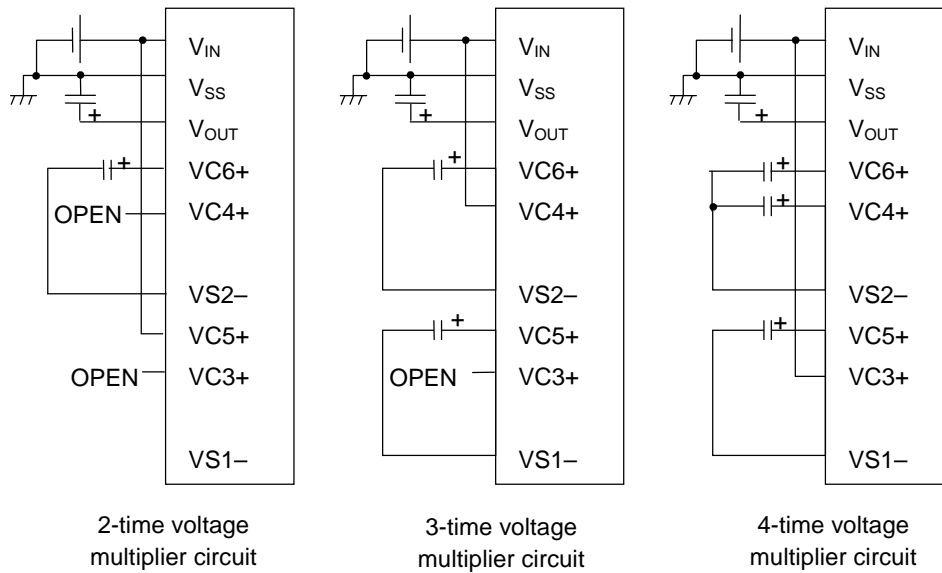 VIN
VSS
VOUT
+
VC6+
+
OPEN
VC4+
VS2–
VC5+
OPEN
VC3+
VS1–
2-time voltage
multiplier circuit
VIN
VSS
VOUT
+
VC6+
+
VC4+
VS2–
VC5+
+
OPEN
VC3+
VS1–
3-time voltage
multiplier circuit
VIN
VSS
VOUT
+
VC6+
+
VC4+
+
VS2–
VC5+
+
VC3+
VS1–
4-time voltage
multiplier circuit